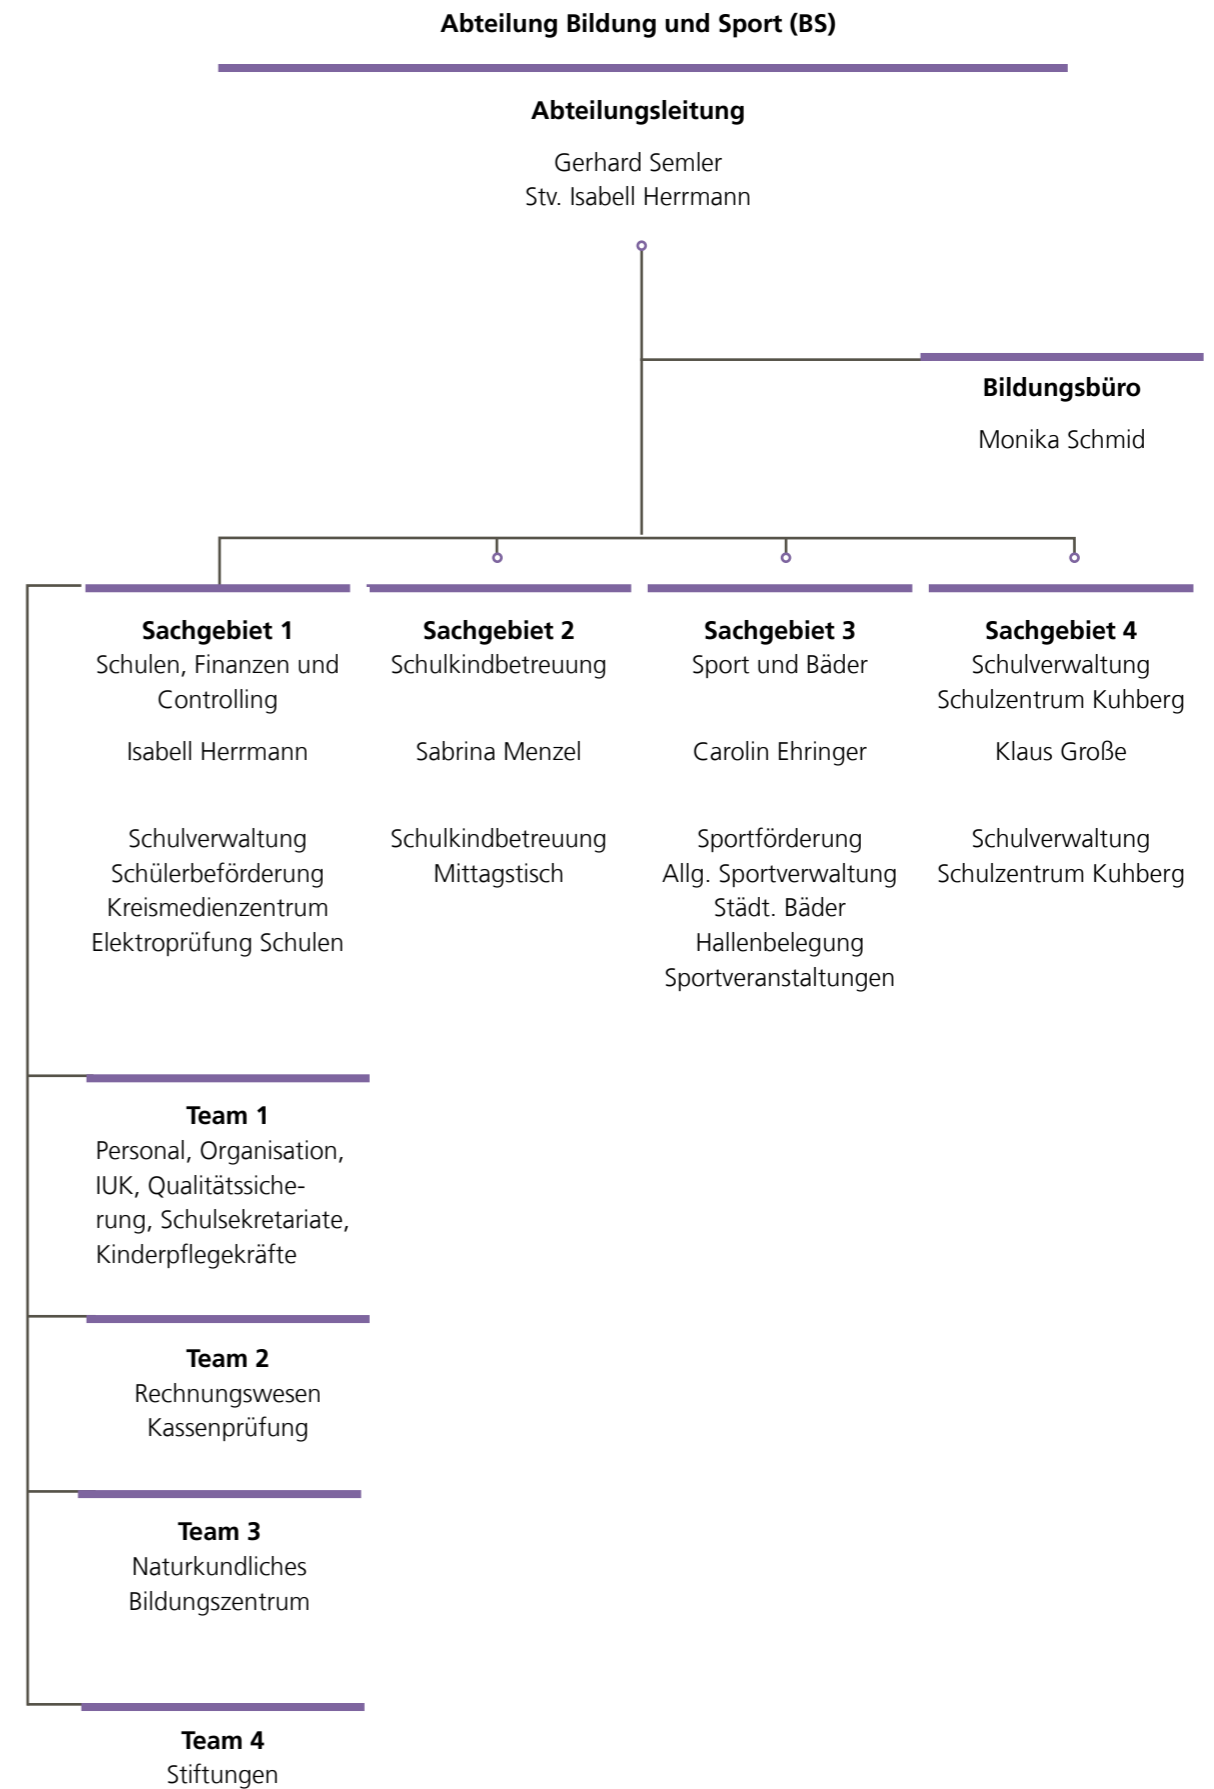 Abteilung Bildung und Sport (BS)
Abteilungsleitung
Gerhard Semler
Stv. Isabell Herrmann
Bildungsbüro
Monika Schmid
Sachgebiet 1
Schulen, Finanzen und
Controlling
Isabell Herrmann
Schulverwaltung
Schülerbeförderung
Kreismedienzentrum
Elektroprüfung Schulen
Sachgebiet 2
Schulkindbetreuung
Sabrina Menzel
Schulkindbetreuung
Mittagstisch
Sachgebiet 3
Sport und Bäder
Carolin Ehringer
Sportförderung
Allg. Sportverwaltung
Städt. Bäder
Hallenbelegung
Sportveranstaltungen
Sachgebiet 4
Schulverwaltung
Schulzentrum Kuhberg
Klaus Große
Schulverwaltung
Schulzentrum Kuhberg
Team 1
Personal, Organisation,
IUK, Qualitätssiche-
rung, Schulsekretariate,
Kinderpflegekräfte
Team 2
Rechnungswesen
Kassenprüfung
Team 3
Naturkundliches
Bildungszentrum
Team 4
Stiftungen